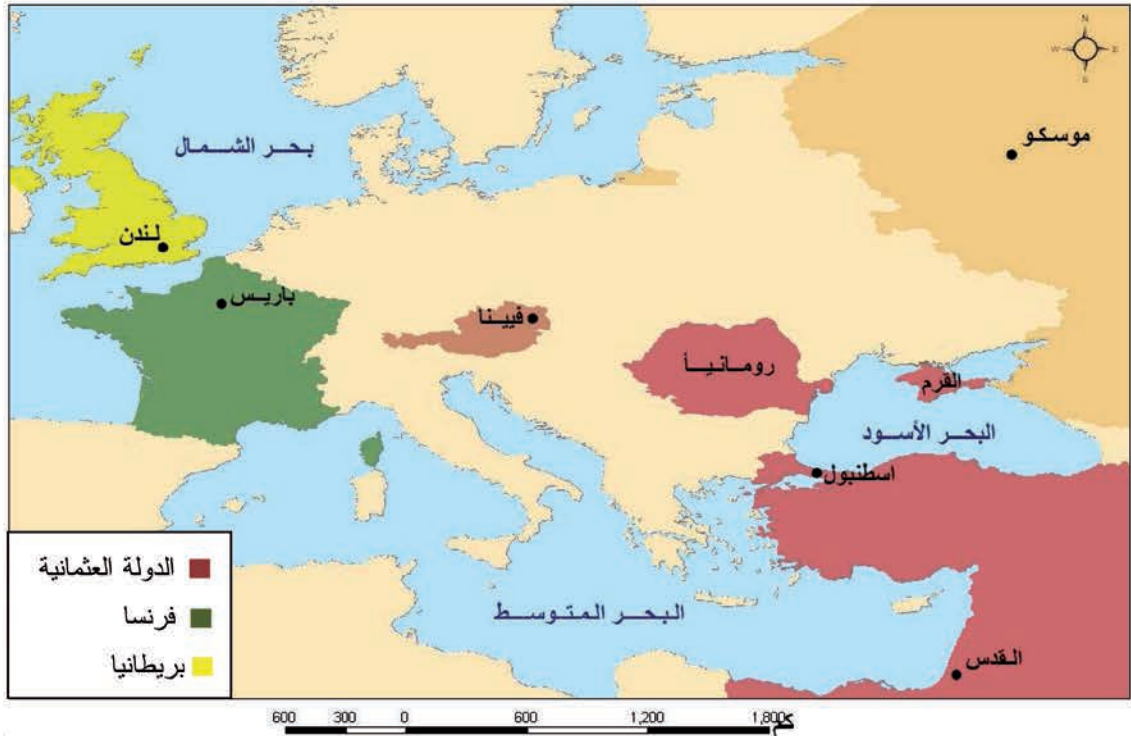 N
W
E
S
موسكو
بحر الشمال
لندن
باريس
فيينا
رومانيأ
القرم
البحر الأسود
اسطنبول
الدولة العثمانية
فرنسا
بريطانيا
البحر المتوسط
القدس
600 300 0 600 1,200 1,800 كم